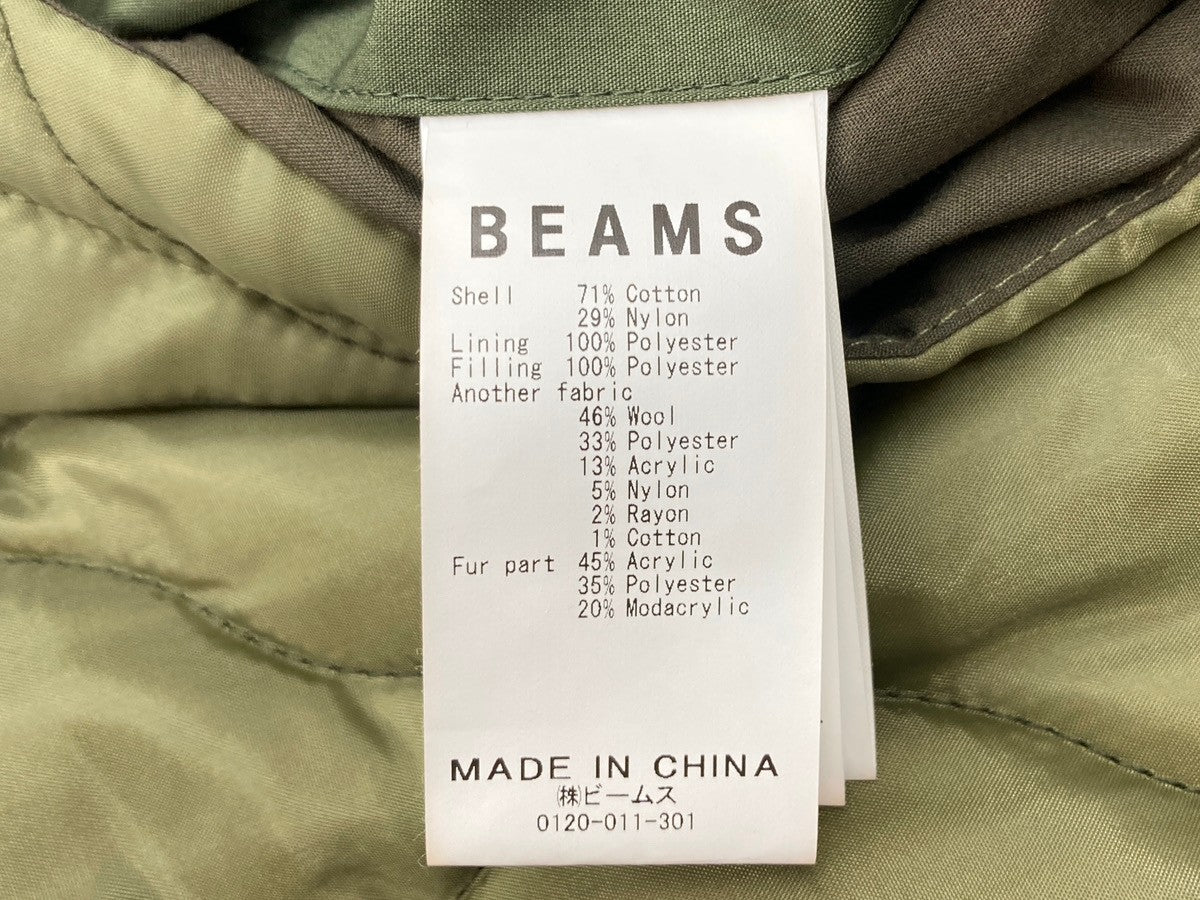 BEAMS
Shell 71% Cotton
29% Nylon
Lining 100% Polyester
Filling 100% Polyester
Another fabric
46% Wool
33% Polyester
13% Acrylic
5% Nylon
2% Rayon
1% Cotton
Fur part 45% Acrylic
35% Polyester
20% Modacrylic
MADE IN CHINA
㈱ビームス
0120-011-301